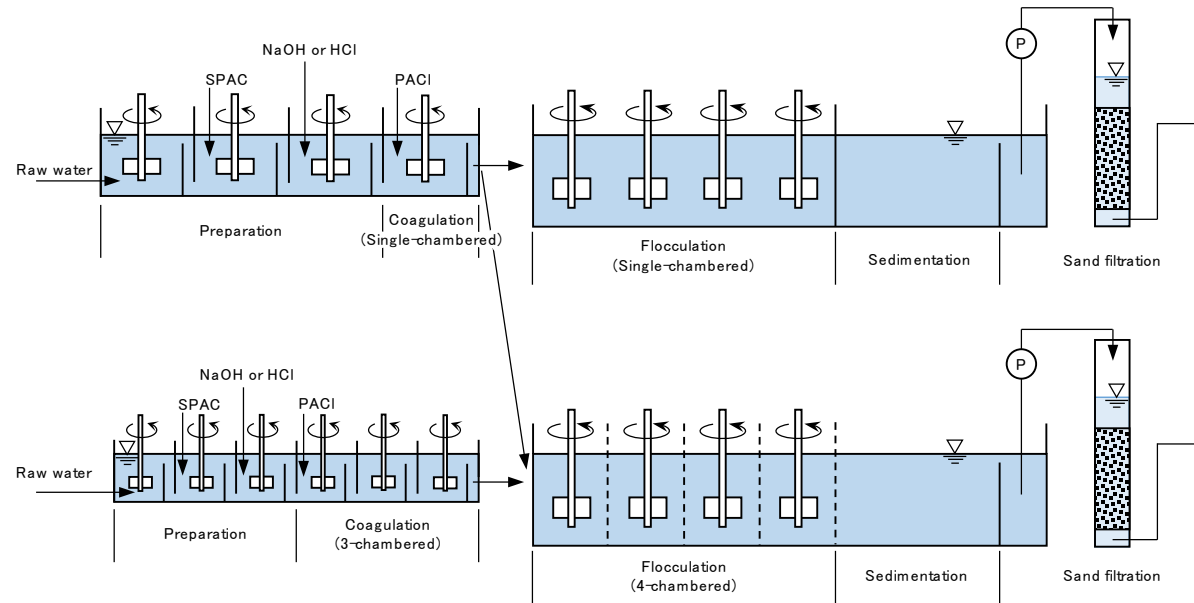 NaOH or HCl
SPAC
PACl
P
Raw water
Preparation
Coagulation
(Single-chambered)
Flocculation
(Single-chambered)
Sedimentation
Sand filtration
NaOH or HCl
SPAC
PACl
P
Raw water
Preparation
Coagulation
(3-chambered)
Flocculation
(4-chambered)
Sedimentation
Sand filtration